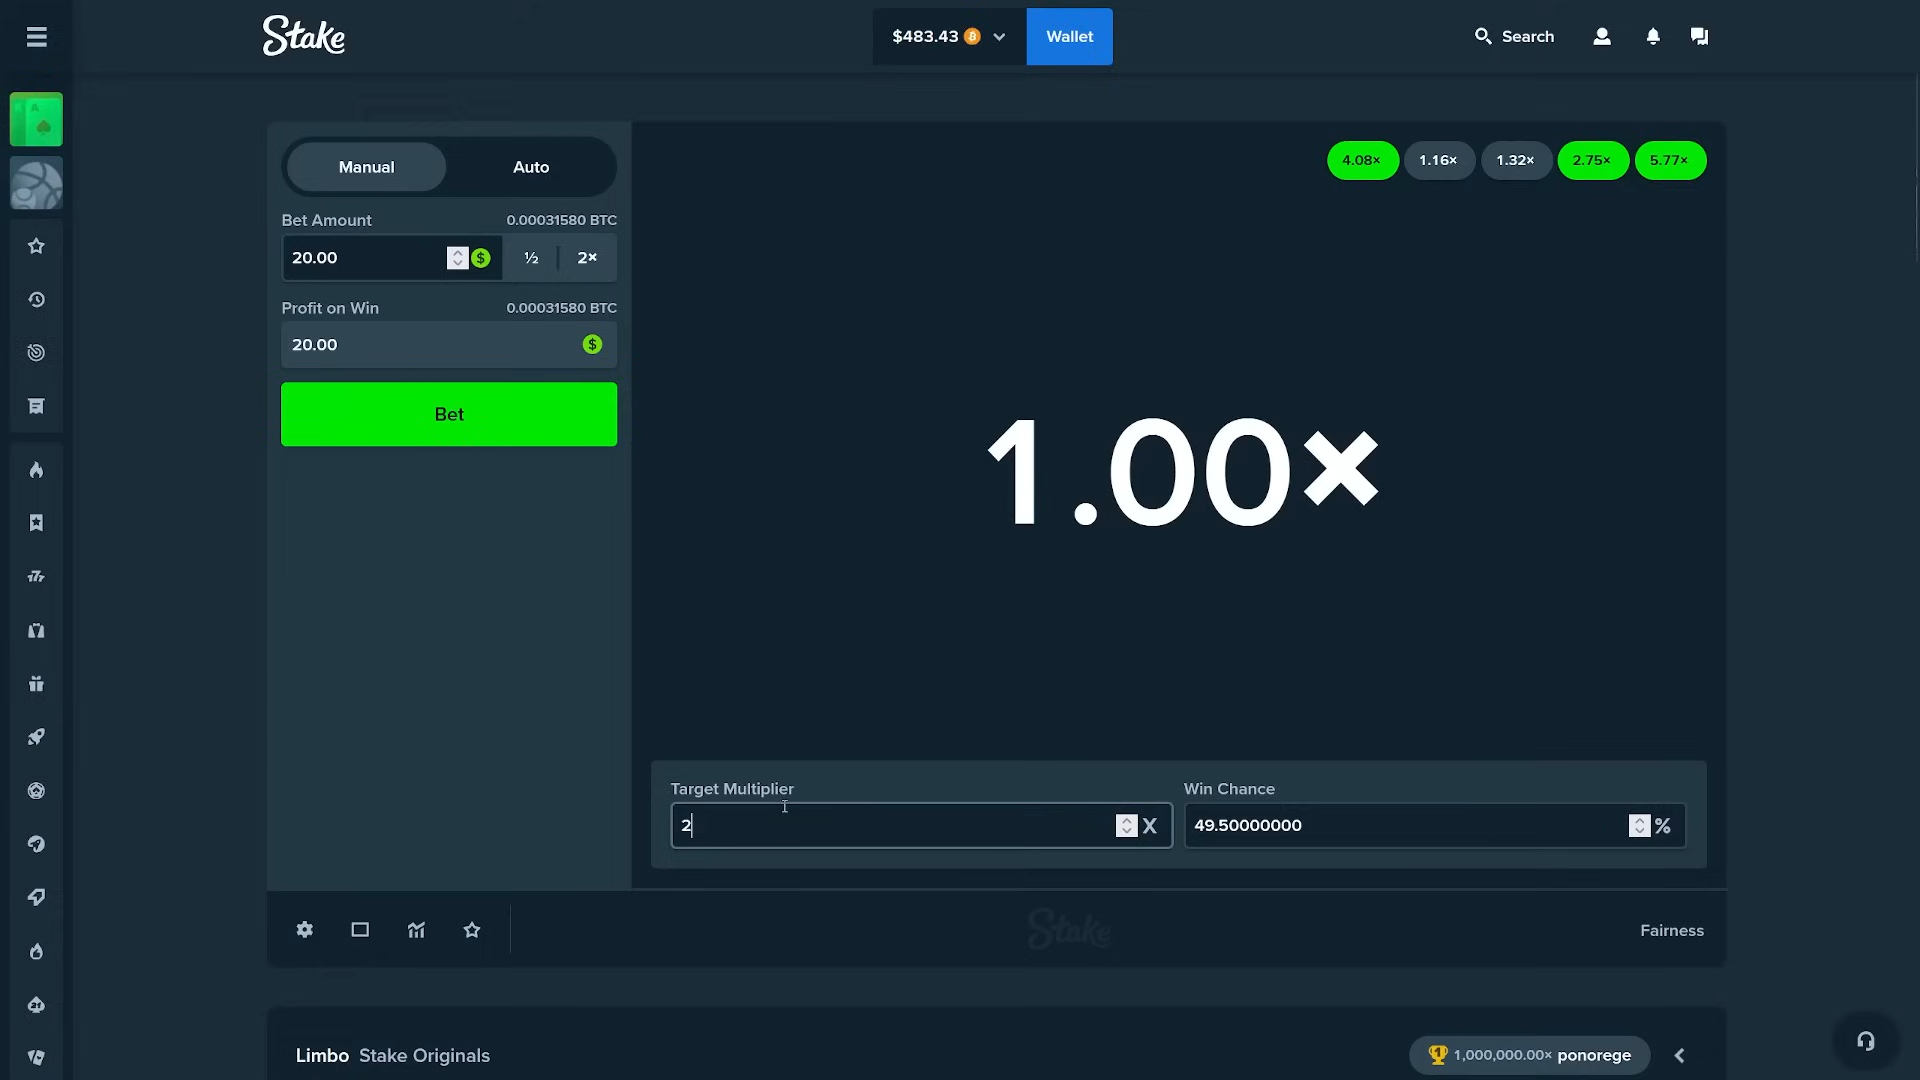 Stake
$483.43
Wallet
Search
Manual
Auto
4.08×
1.16×
1.32×
2.75×
5.77×
Bet Amount
0.00031580 BTC
20.00
$
½
2×
Profit on Win
0.00031580 BTC
20.00
$
Bet
1.00×
Target Multiplier
Win Chance
2
X
49.50000000
%
Stake
Fairness
Limbo Stake Originals
1,000,000.00× ponorege